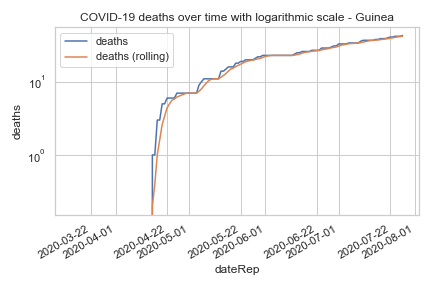 COVID-19 deaths over time with logarithmic scale - Guinea
deaths
deaths (rolling)
10¹
10⁰
deaths
2020-03-22
2020-04-01
2020-04-22
2020-05-01
2020-05-22
2020-06-01
2020-06-22
2020-07-01
2020-07-22
2020-08-01
dateRep